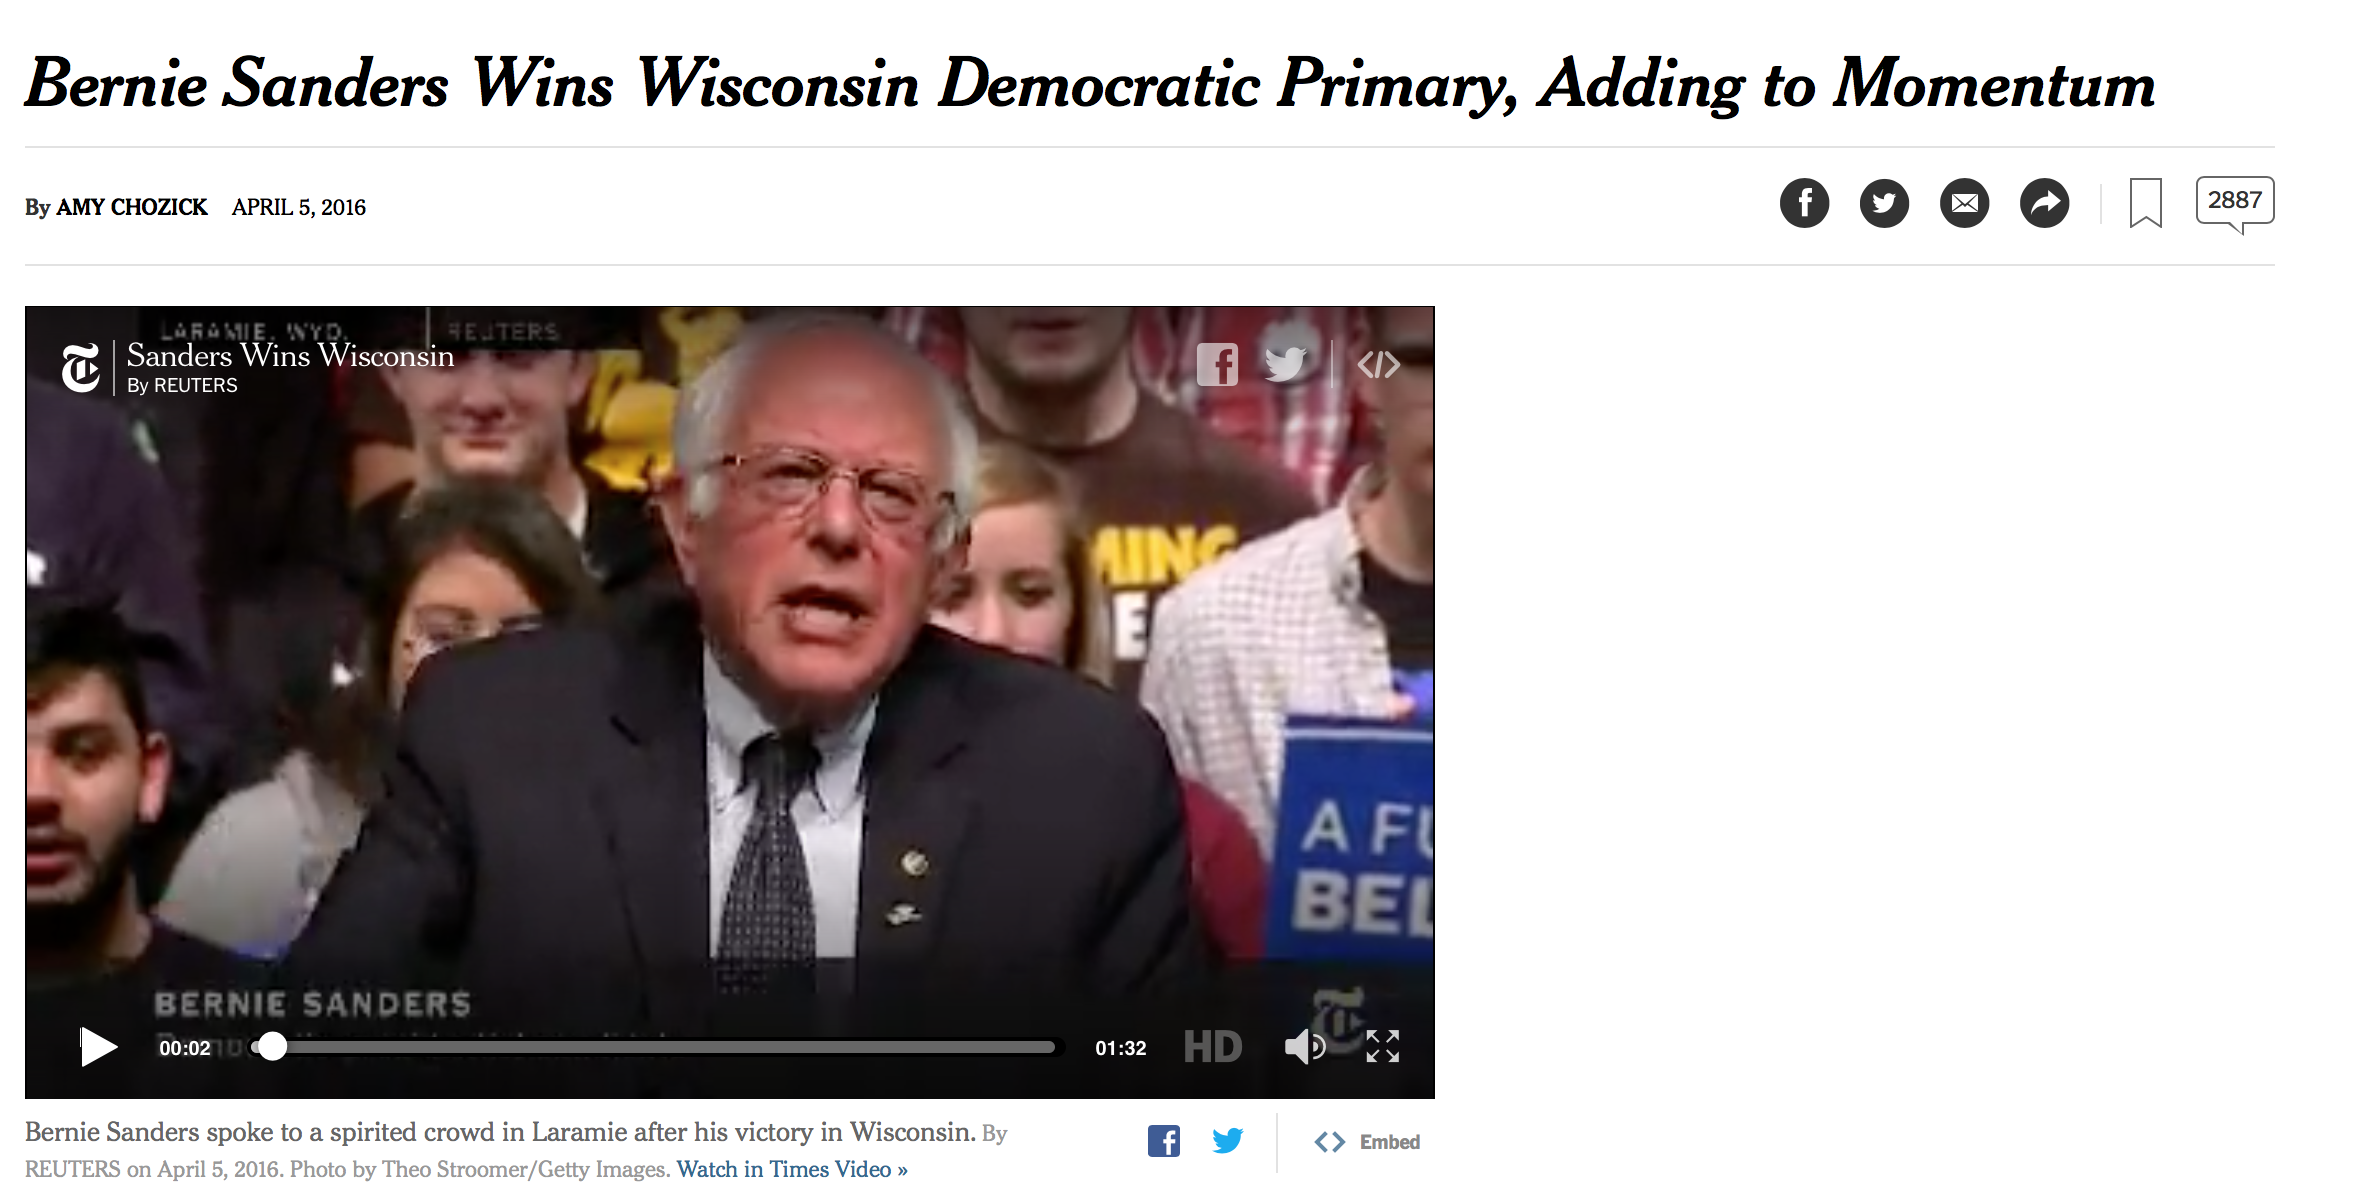 Bernie Sanders Wins Wisconsin Democratic Primary, Adding to Momentum
By AMY CHOZICK APRIL 5, 2016
2887
LARAMIE, WYO. REUTERS
Sanders Wins Wisconsin
By REUTERS
MING
E
A FU
BEL
BERNIE SANDERS
00:02
01:32
HD
Bernie Sanders spoke to a spirited crowd in Laramie after his victory in Wisconsin. By
REUTERS on April 5, 2016. Photo by Theo Stroomer/Getty Images. Watch in Times Video »
Embed